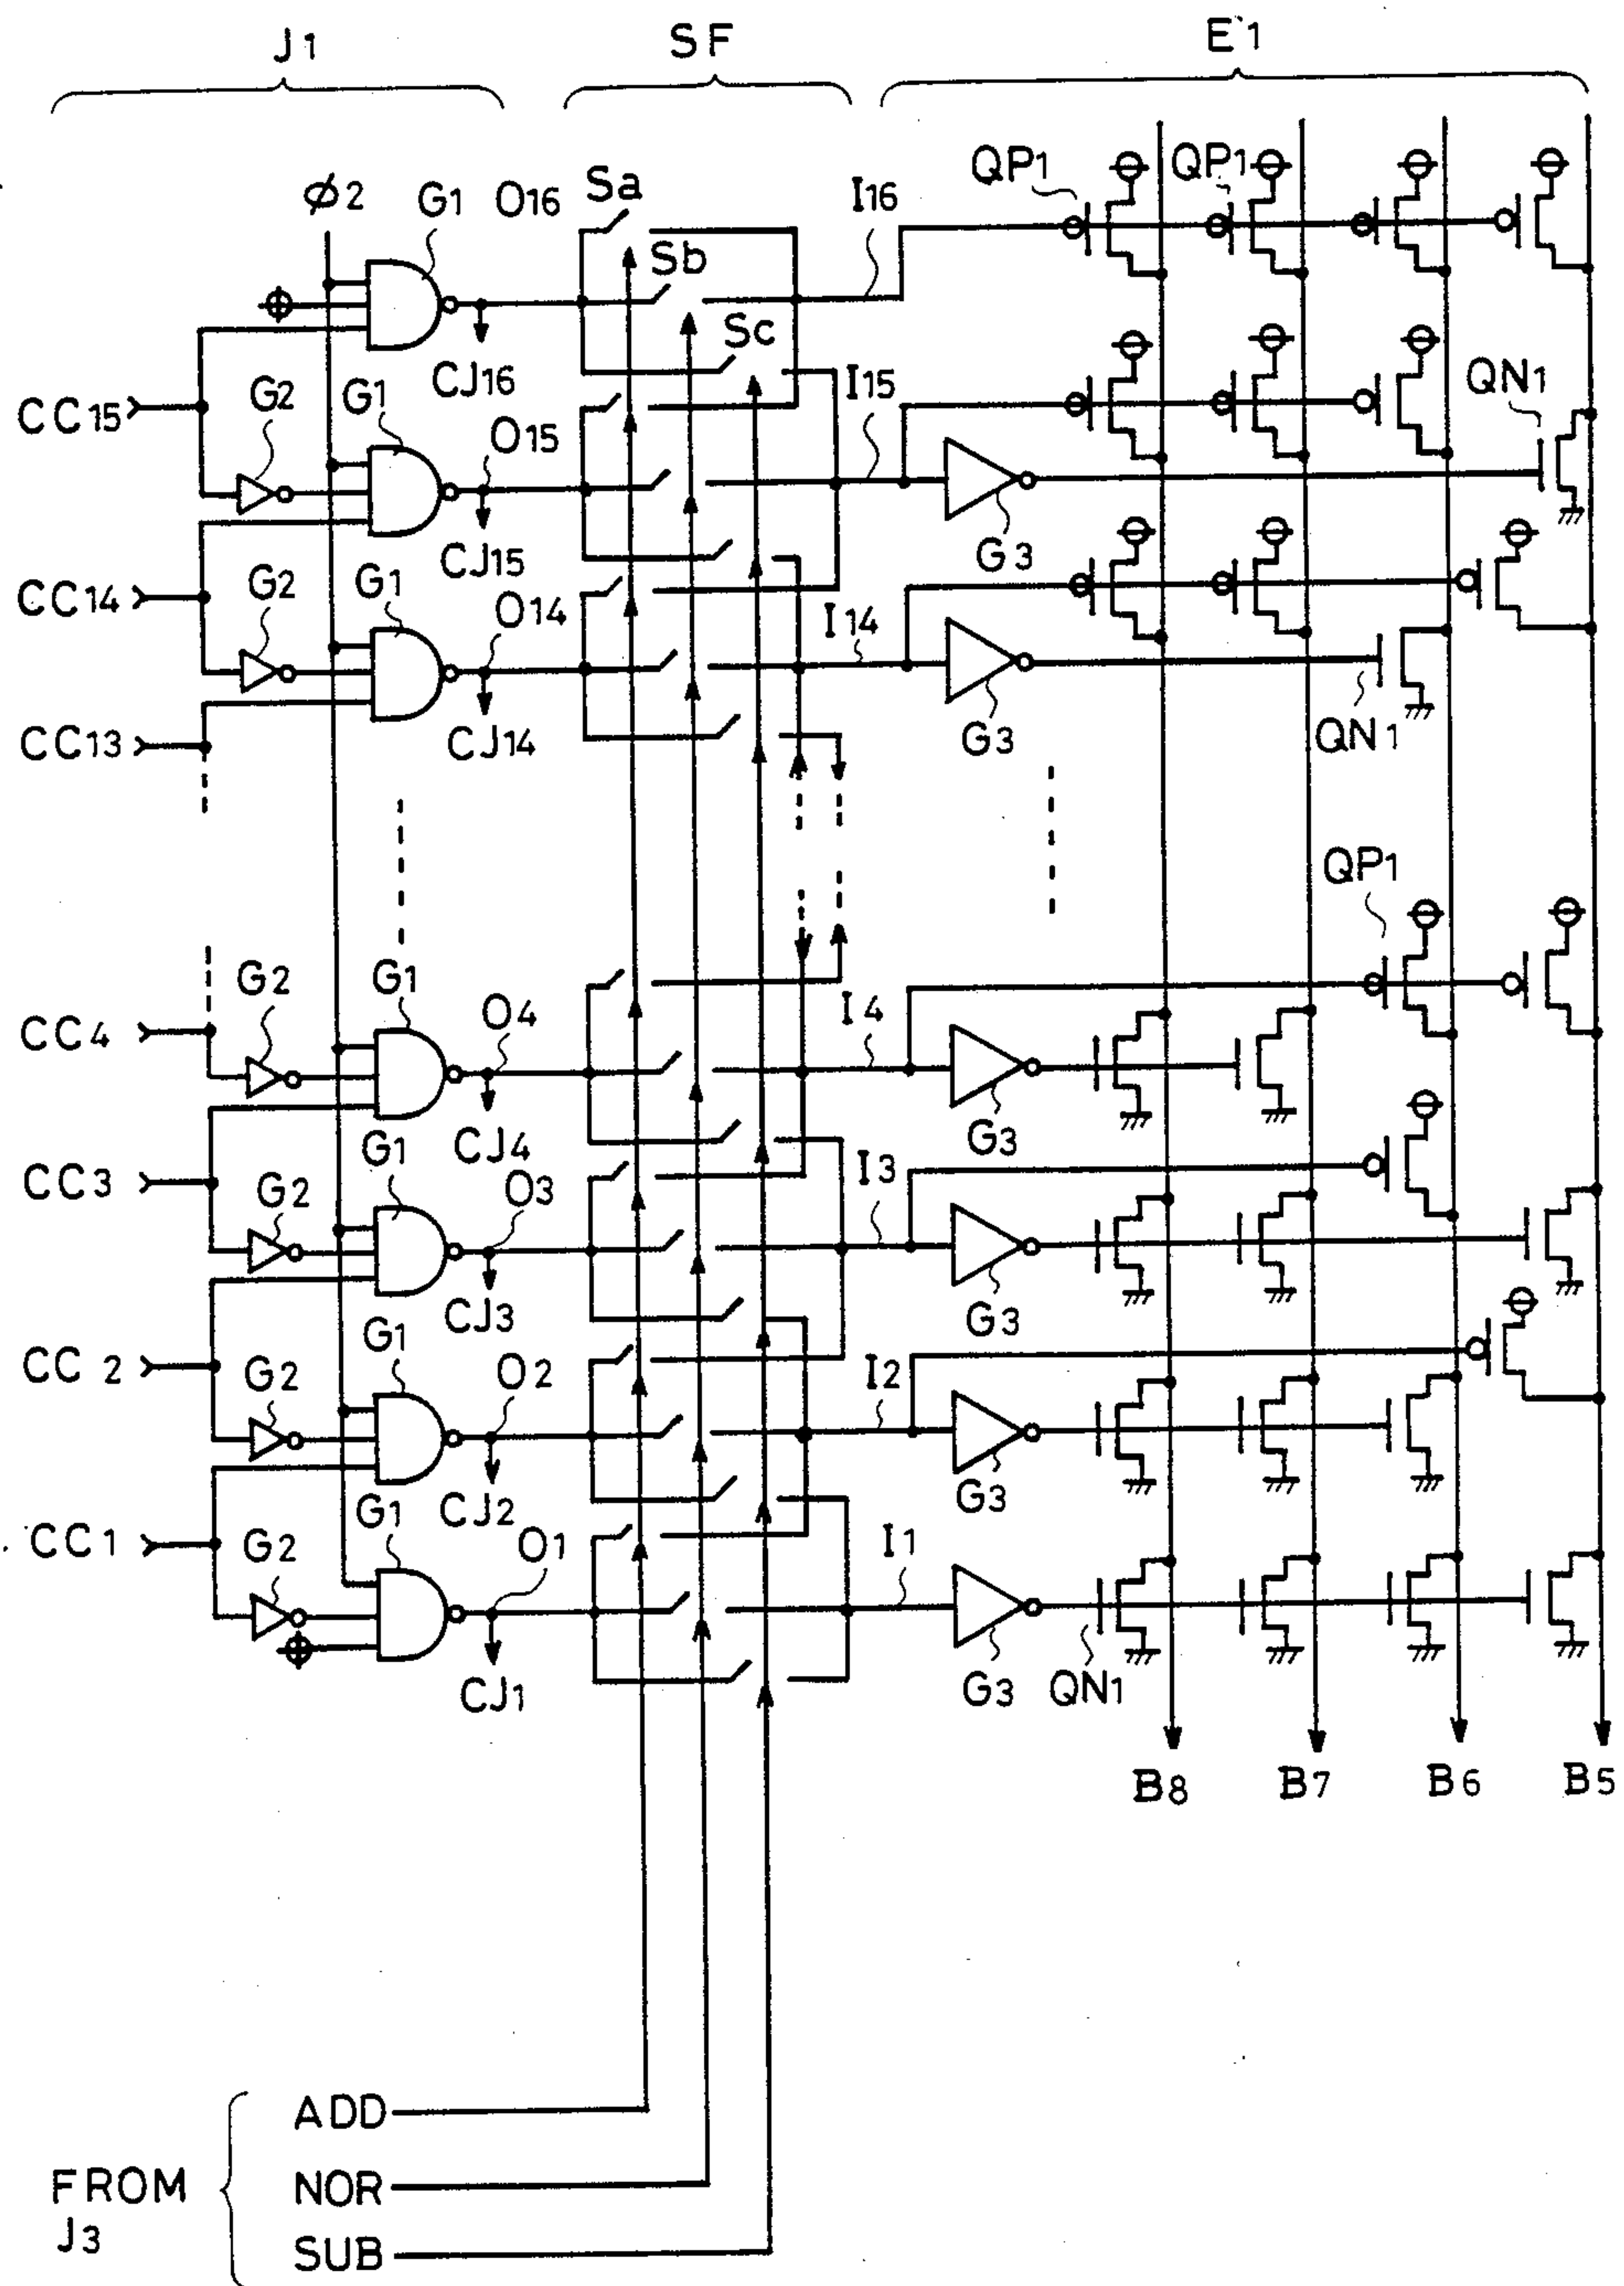 J1 SF E1
φ2 G1 O16 Sa I16 QP1 QP1
Sb
Sc
CJ16
CC15 G2 G1 O15 I15 QN1
CJ15 G3
CC14 G2 G1 O14 I14
CC13 CJ14 G3 QN1
QP1
CC4 G2 G1 O4 I4
G1 CJ4 G3
CC3 G2 O3 I3
G1 CJ3 G3
CC2 G2 O2 I2
G1 CJ2 G3
CC1 G2 O1 I1
CJ1 G3 QN1
B8 B7 B6 B5
ADD
FROM NOR
J3
SUB